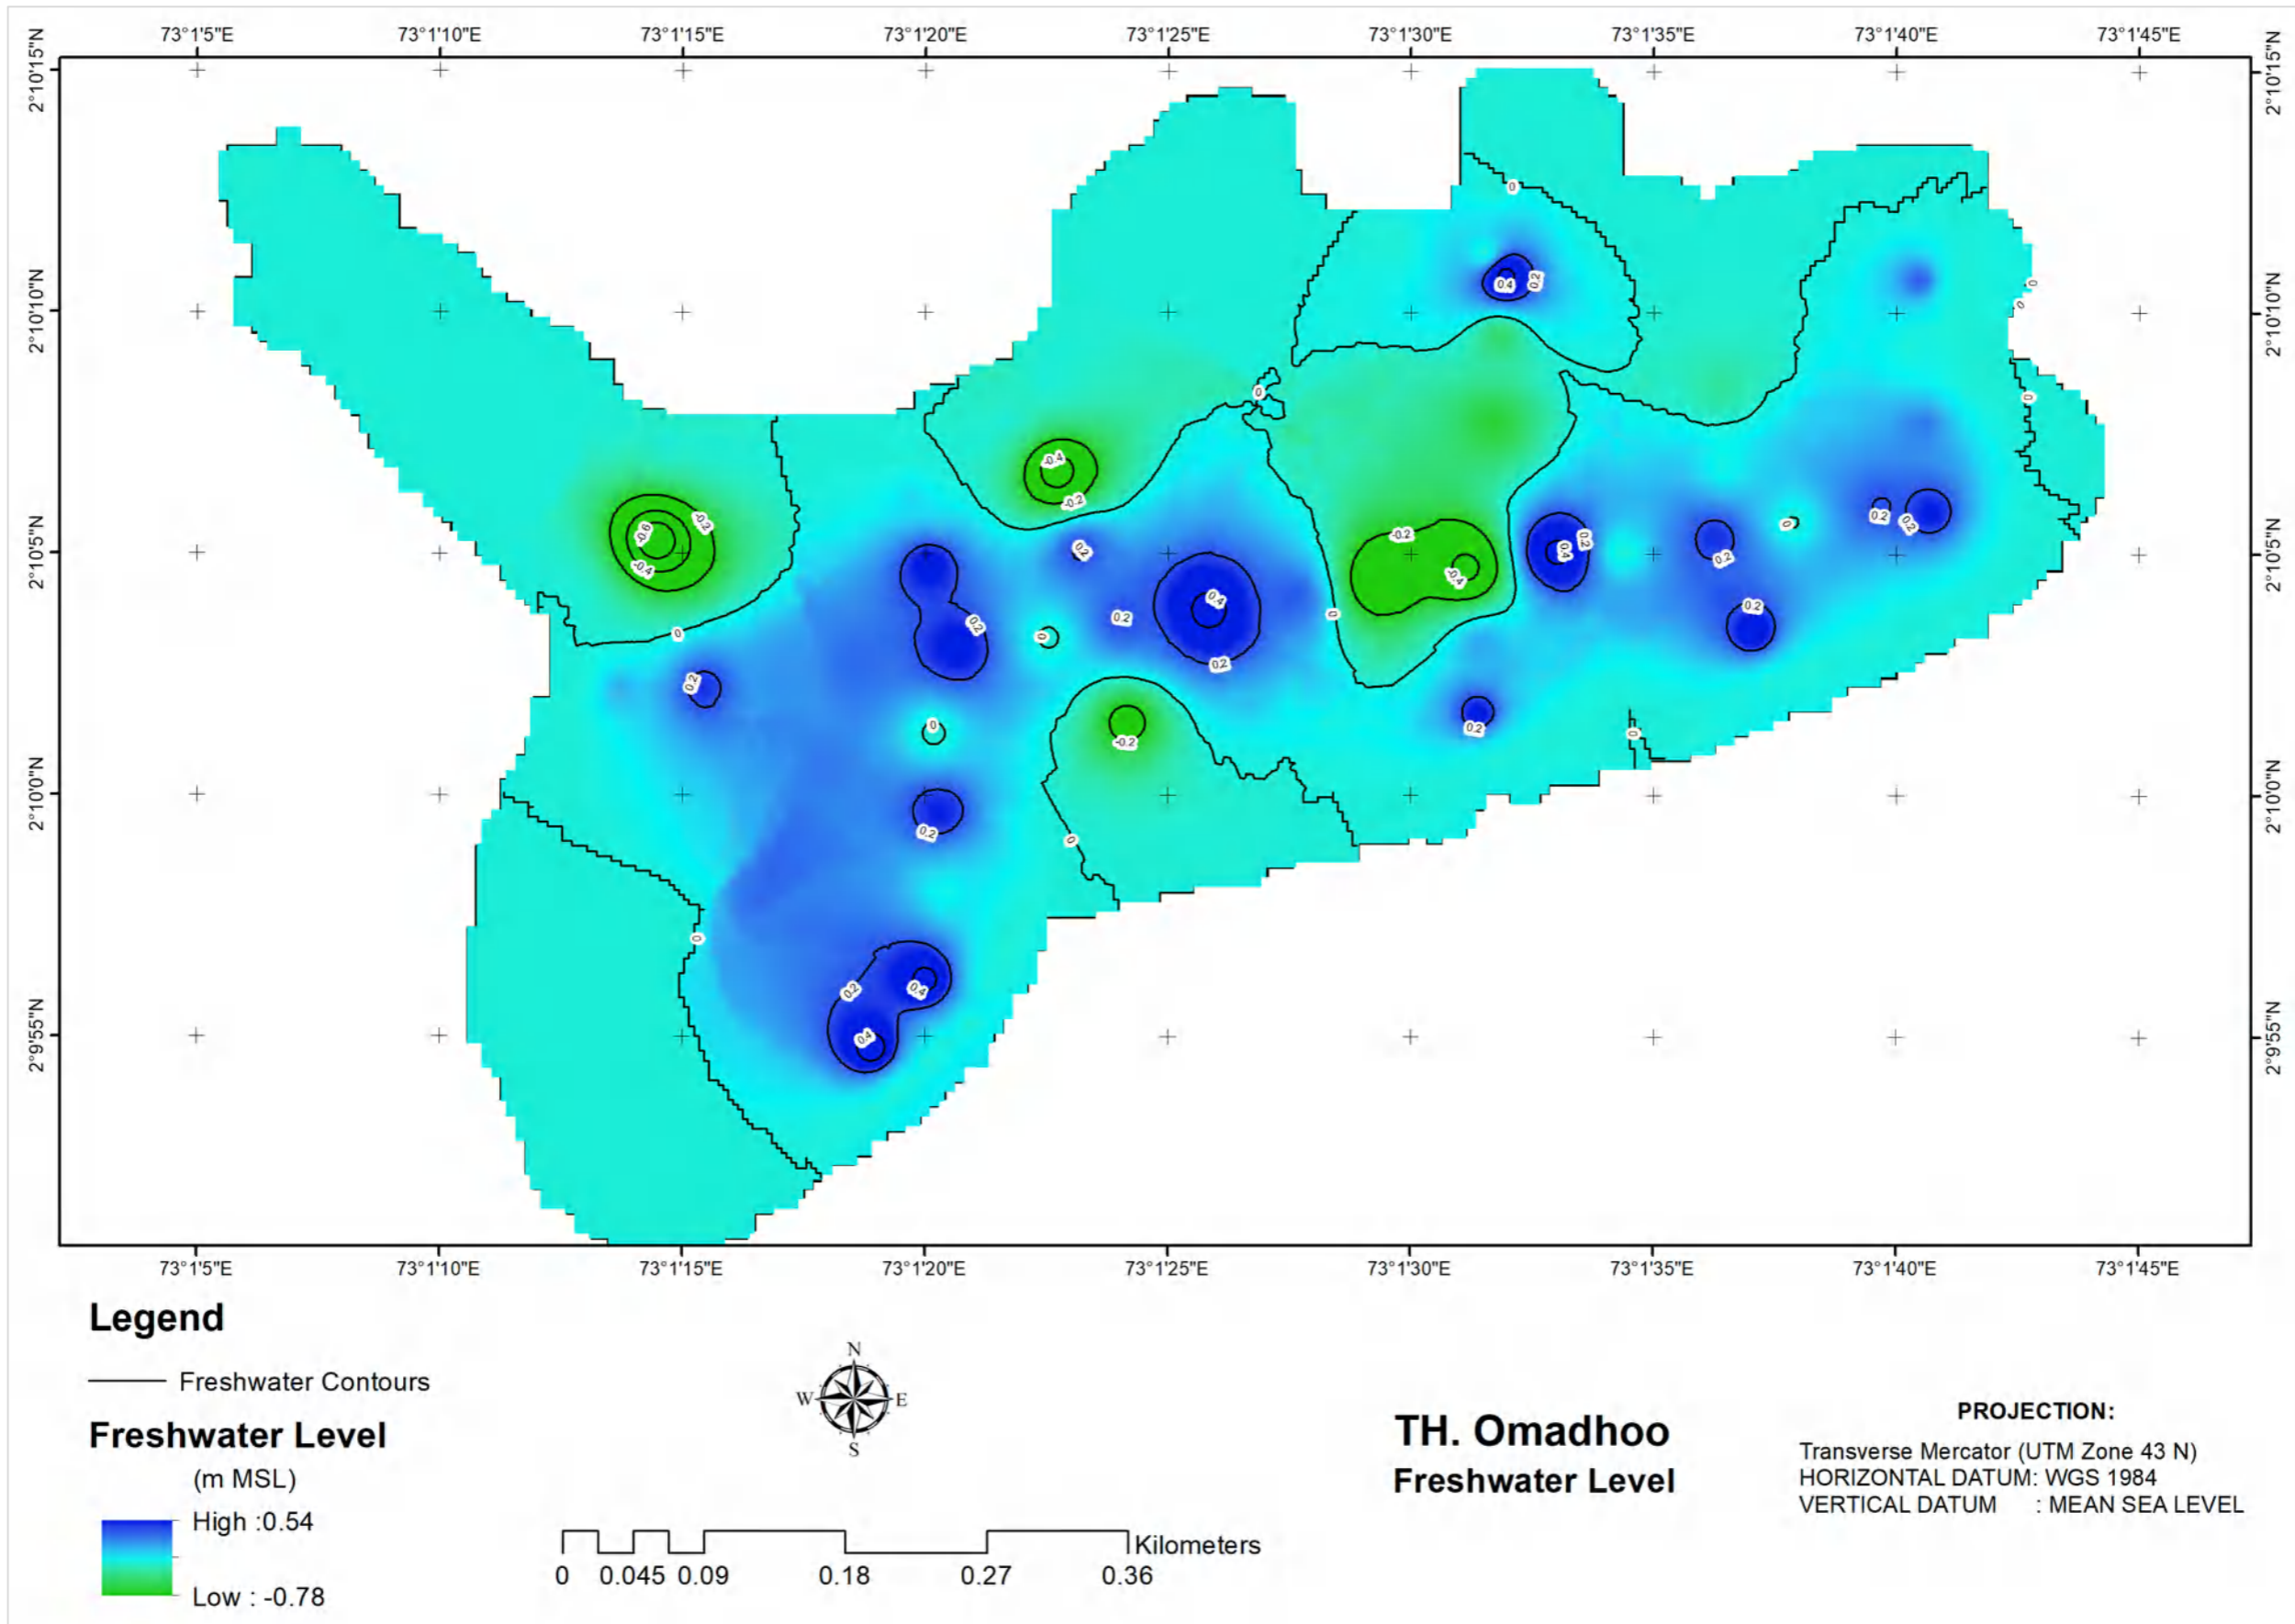 73°1'5"E 73°1'10"E 73°1'15"E 73°1'20"E 73°1'25"E 73°1'30"E 73°1'35"E 73°1'40"E 73°1'45"E
2°10'15"N 2°10'15"N
2°10'10"N 2°10'10"N
2°10'5"N 2°10'5"N
2°10'0"N 2°10'0"N
2°9'55"N 2°9'55"N
0
0.4 0.2
0
0
0
0
-0.4
-0.2
-0.2
-0.6
-0.4
0
0.2
0.2
0
0.2
0.4
0.2
-0.2
-0.4
0
0.4 0.2
0.2
0
0.2 0.2
0.2
0.2
0
0.2
0
-0.2
0.2
0
0
0
0.2
0.4
0.4
73°1'5"E 73°1'10"E 73°1'15"E 73°1'20"E 73°1'25"E 73°1'30"E 73°1'35"E 73°1'40"E 73°1'45"E
Legend
Freshwater Contours
Freshwater Level
(m MSL)
High :0.54
Low : -0.78
N
W E
S
Kilometers
0 0.045 0.09 0.18 0.27 0.36
TH. Omadhoo
Freshwater Level
PROJECTION:
Transverse Mercator (UTM Zone 43 N)
HORIZONTAL DATUM: WGS 1984
VERTICAL DATUM : MEAN SEA LEVEL